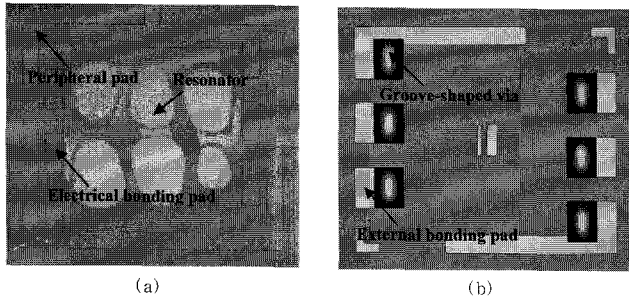 Peripheral pad
Resonator
Electrical bonding pad
(a)
Groove-shaped via
External bonding pad
(b)